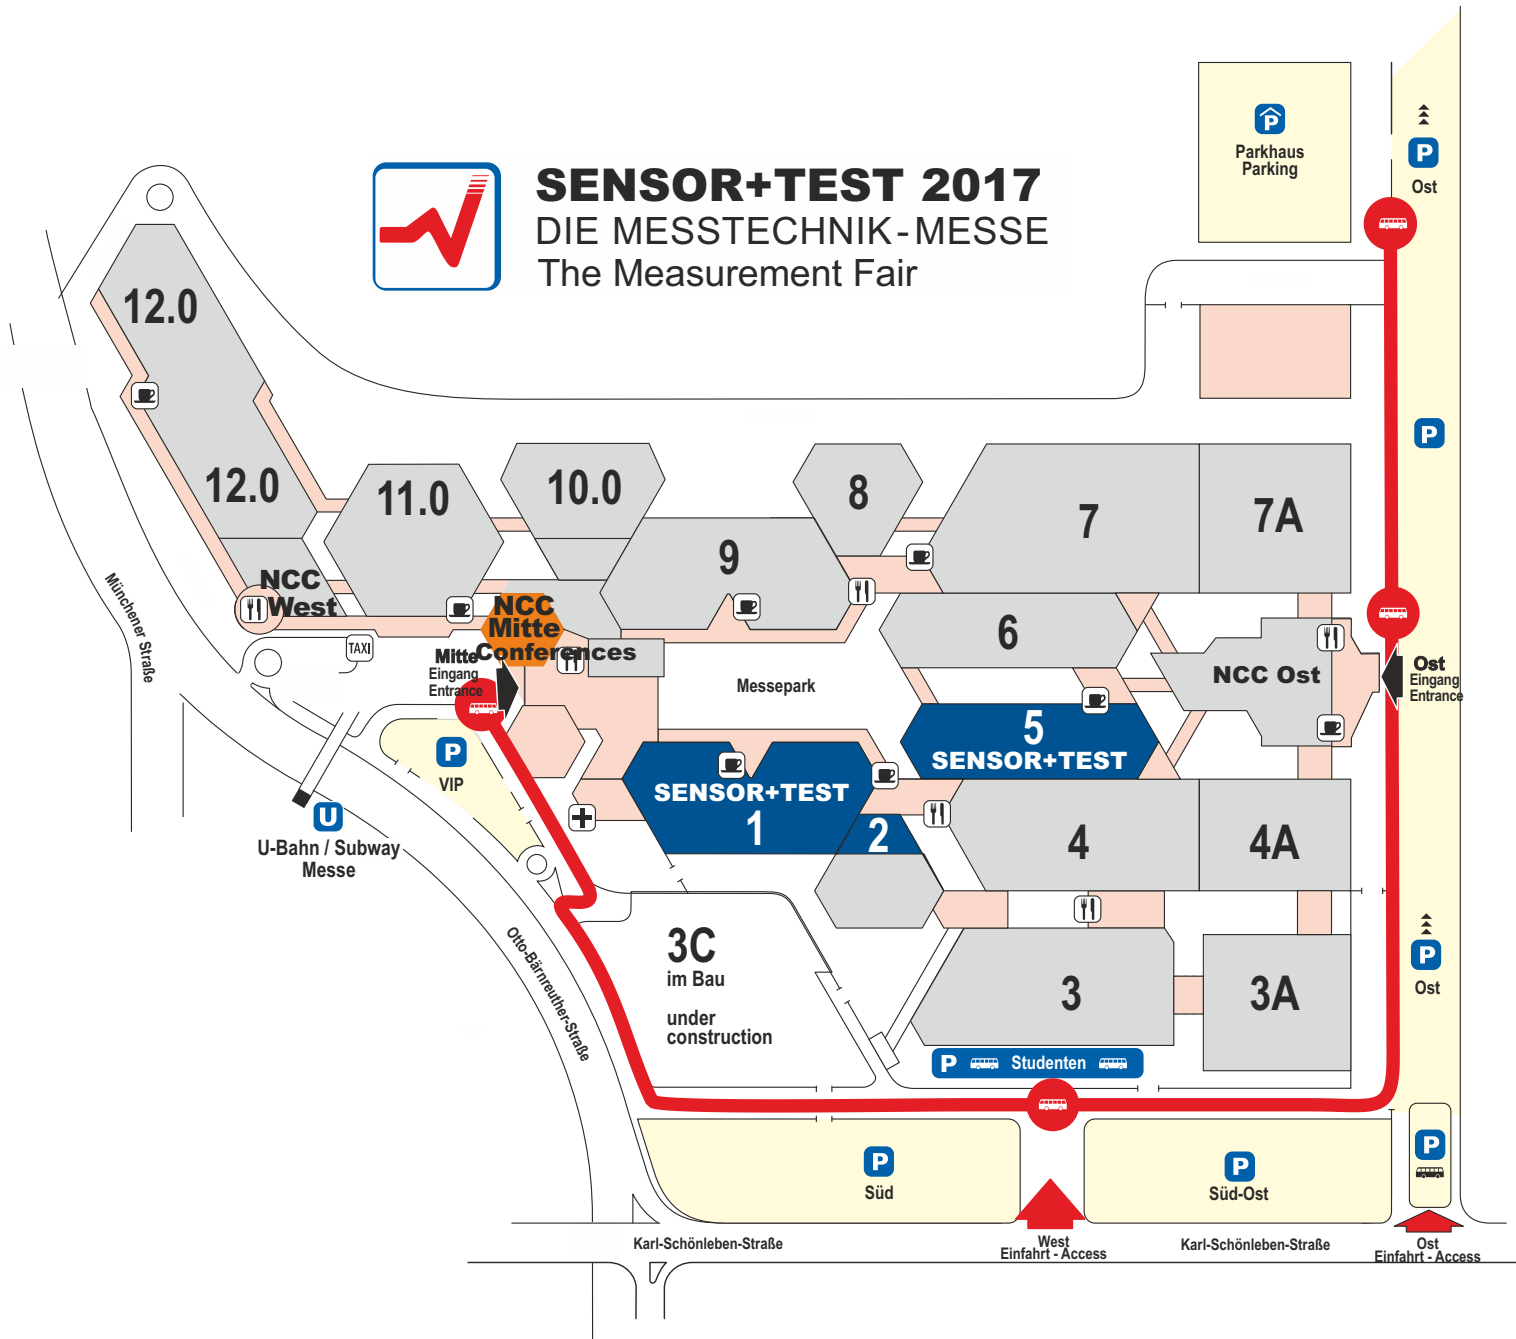 SENSOR+TEST 2017
DIE MESSTECHNIK-MESSE
The Measurement Fair
P
Parkhaus
Parking
P
Ost
P
12.0
12.0
11.0
10.0
9
8
7
7A
NCC
West
NCC
Mitte
Conferences
TAXI
Mitte
Eingang
Entrance
Messepark
6
NCC Ost
Ost
Eingang
Entrance
5
SENSOR+TEST
SENSOR+TEST
1
2
4
4A
P
VIP
U
U-Bahn / Subway
Messe
Münchener Straße
Otto-Bärnreuther-Straße
3C
im Bau
under
construction
3
3A
P
Ost
P Studenten
P
Süd
P
Süd-Ost
P
Karl-Schönleben-Straße
West
Einfahrt - Access
Karl-Schönleben-Straße
Ost
Einfahrt - Access